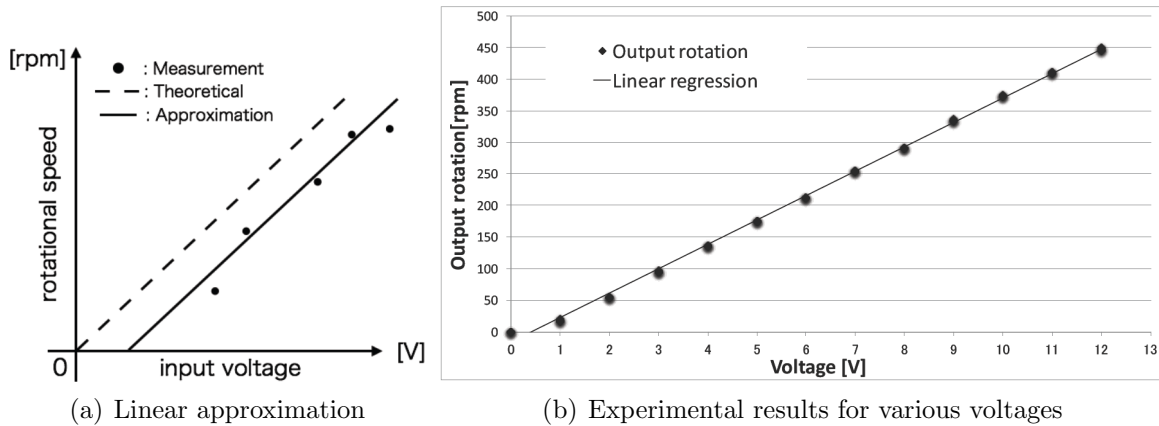 [rpm]
: Measurement
: Theoretical
: Approximation
rotational speed
0
input voltage
[V]
(a) Linear approximation
500
450
400
350
300
250
200
150
100
50
0
Output rotation[rpm]
Output rotation
Linear regression
0 1 2 3 4 5 6 7 8 9 10 11 12 13
Voltage [V]
(b) Experimental results for various voltages